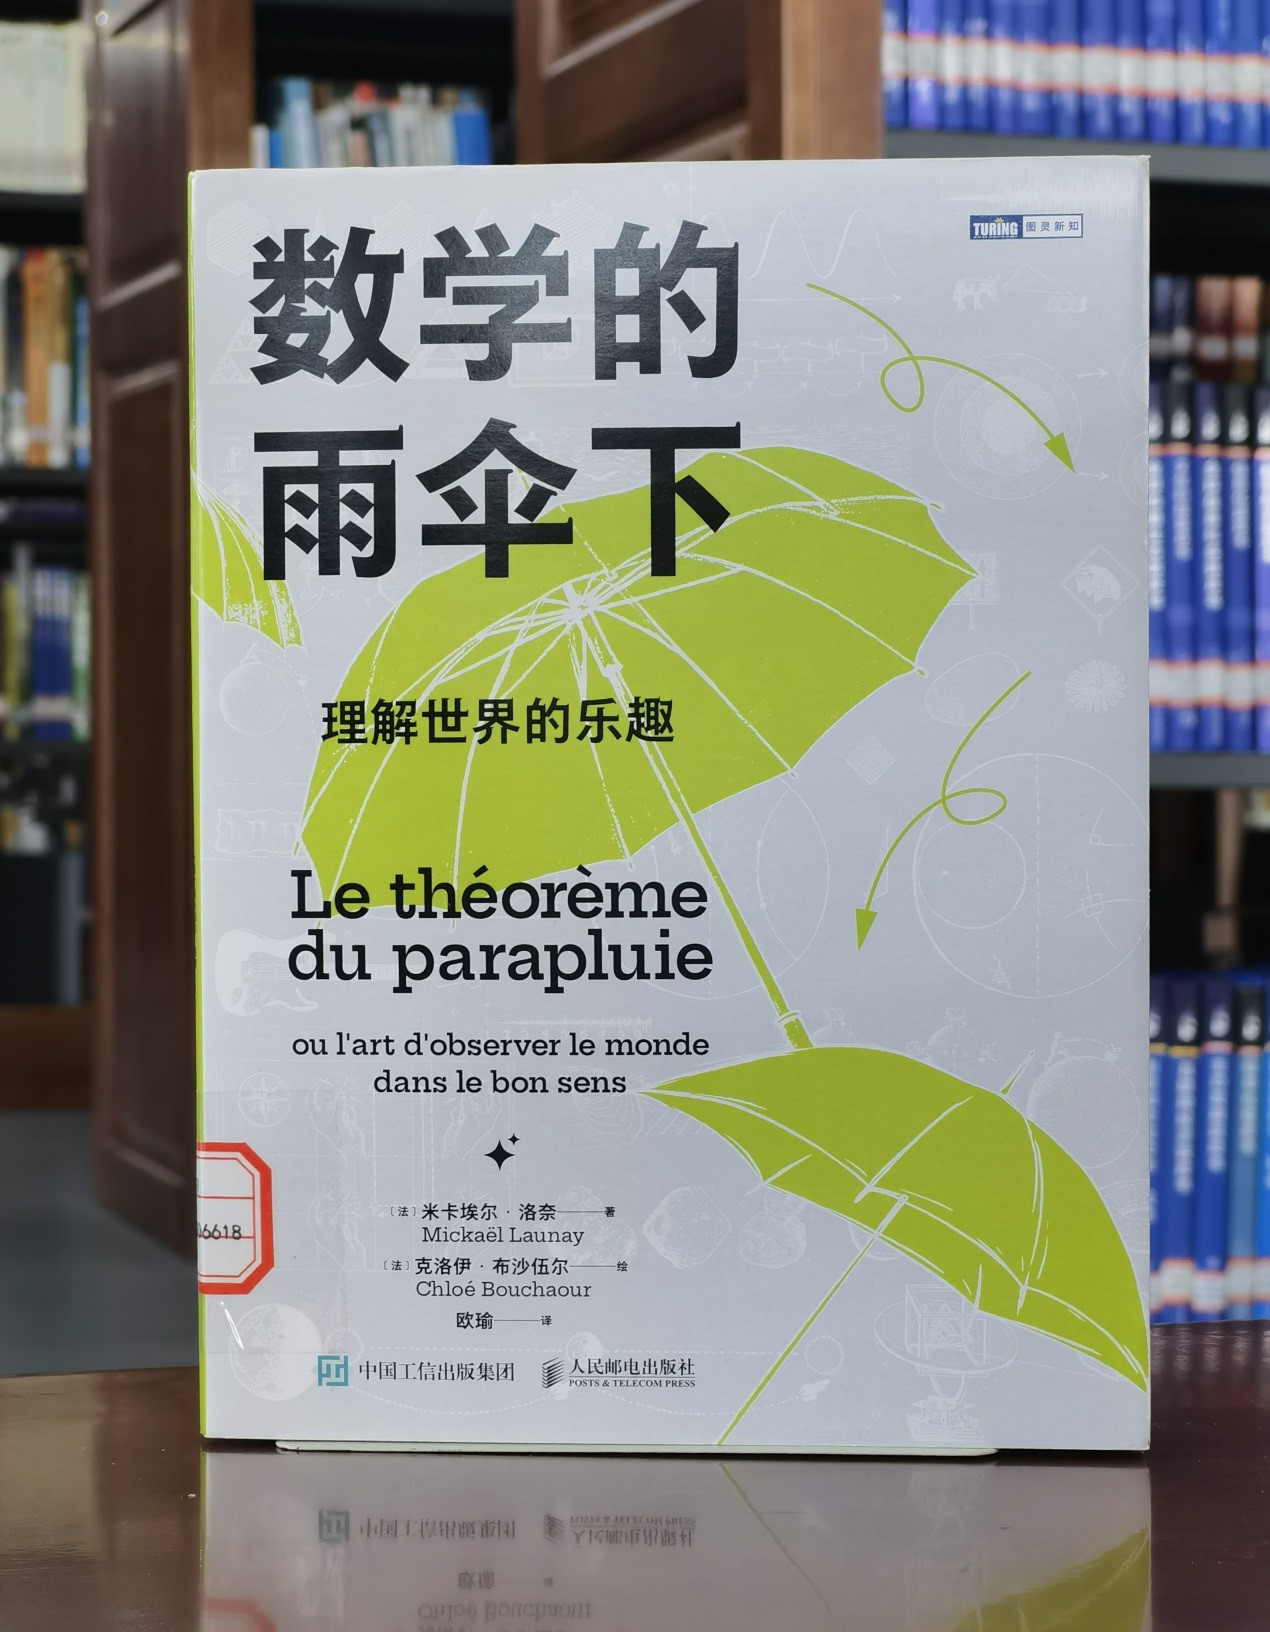 数学的
雨伞下
TURING 图灵新知
理解世界的乐趣
Le théorème
du parapluie
ou l'art d'observer le monde
dans le bon sens
［法］米卡埃尔·洛奈——著
Mickaël Launay
［法］克洛伊·布沙伍尔——绘
Chloé Bouchaour
欧瑜——译
中国工信出版集团 人民邮电出版社
POSTS & TELECOM PRESS
06618